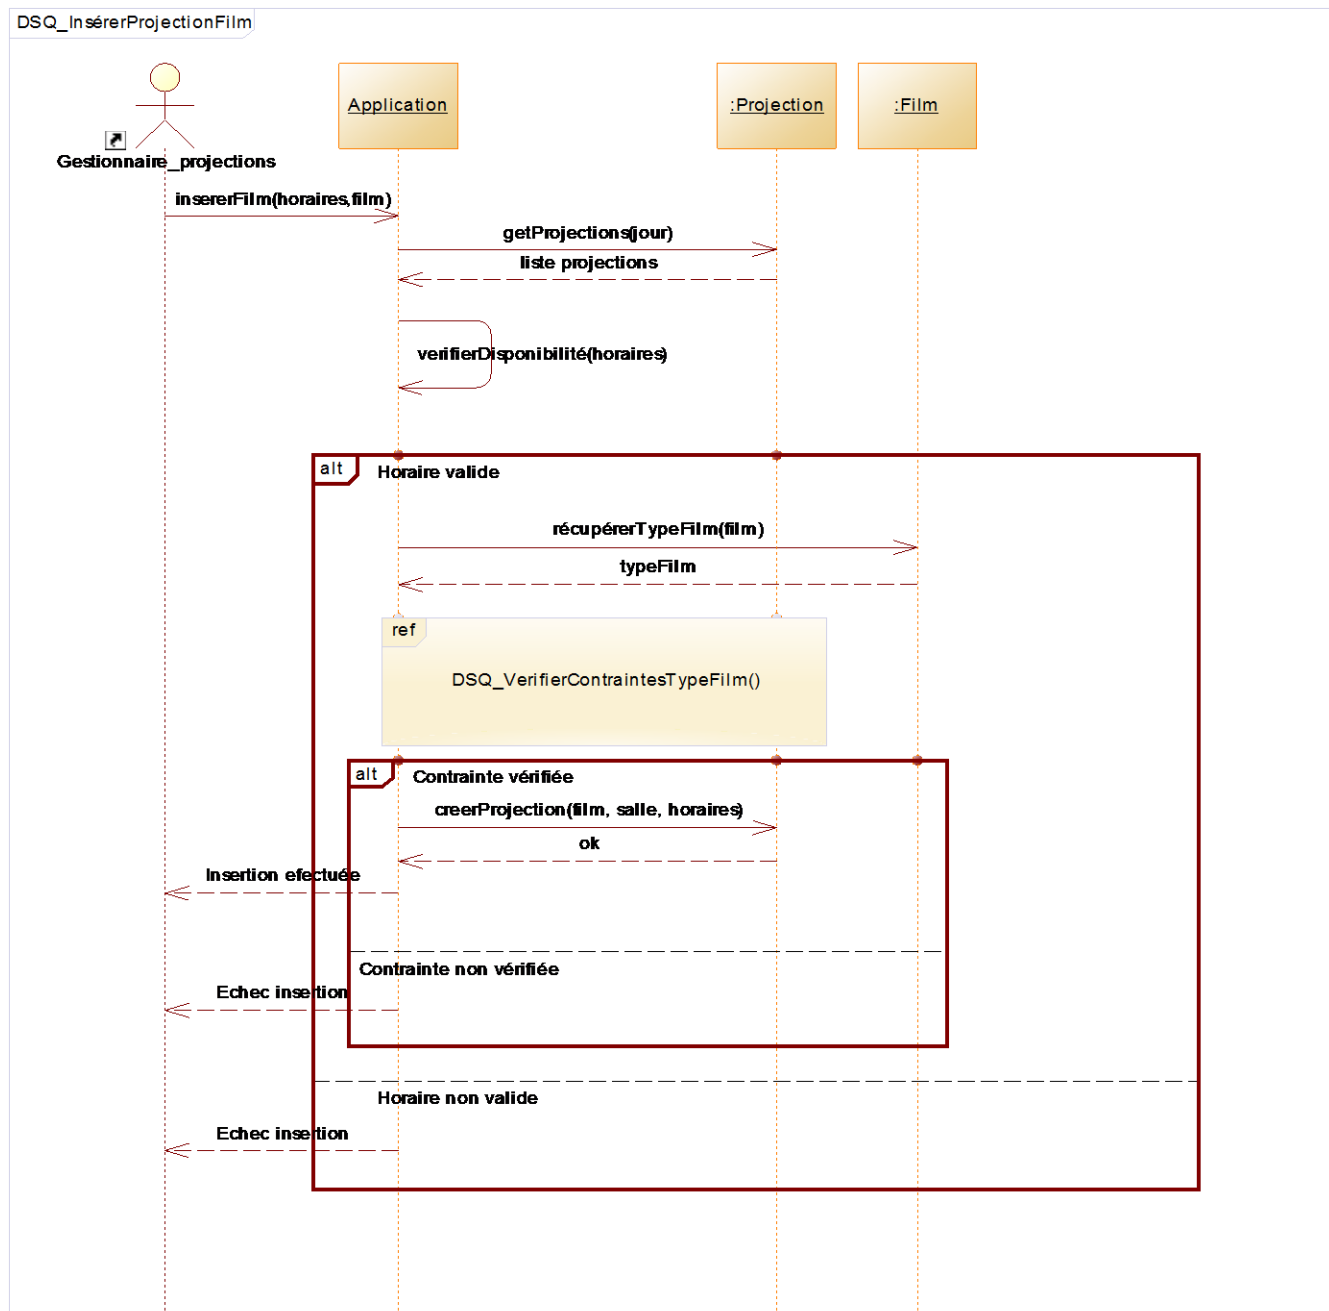 DSQ_InsérerProjectionFilm
Application
:Projection
:Film
Gestionnaire_projections
insererFilm(horaires,film)
getProjections(jour)
liste projections
verifierDisponibilité(horaires)
alt
Horaire valide
récupérerTypeFilm(film)
typeFilm
ref
DSQ_VerifierContraintesTypeFilm()
alt
Contrainte vérifiée
creerProjection(film, salle, horaires)
ok
Insertion efectuée
Contrainte non vérifiée
Echec insertion
Horaire non valide
Echec insertion